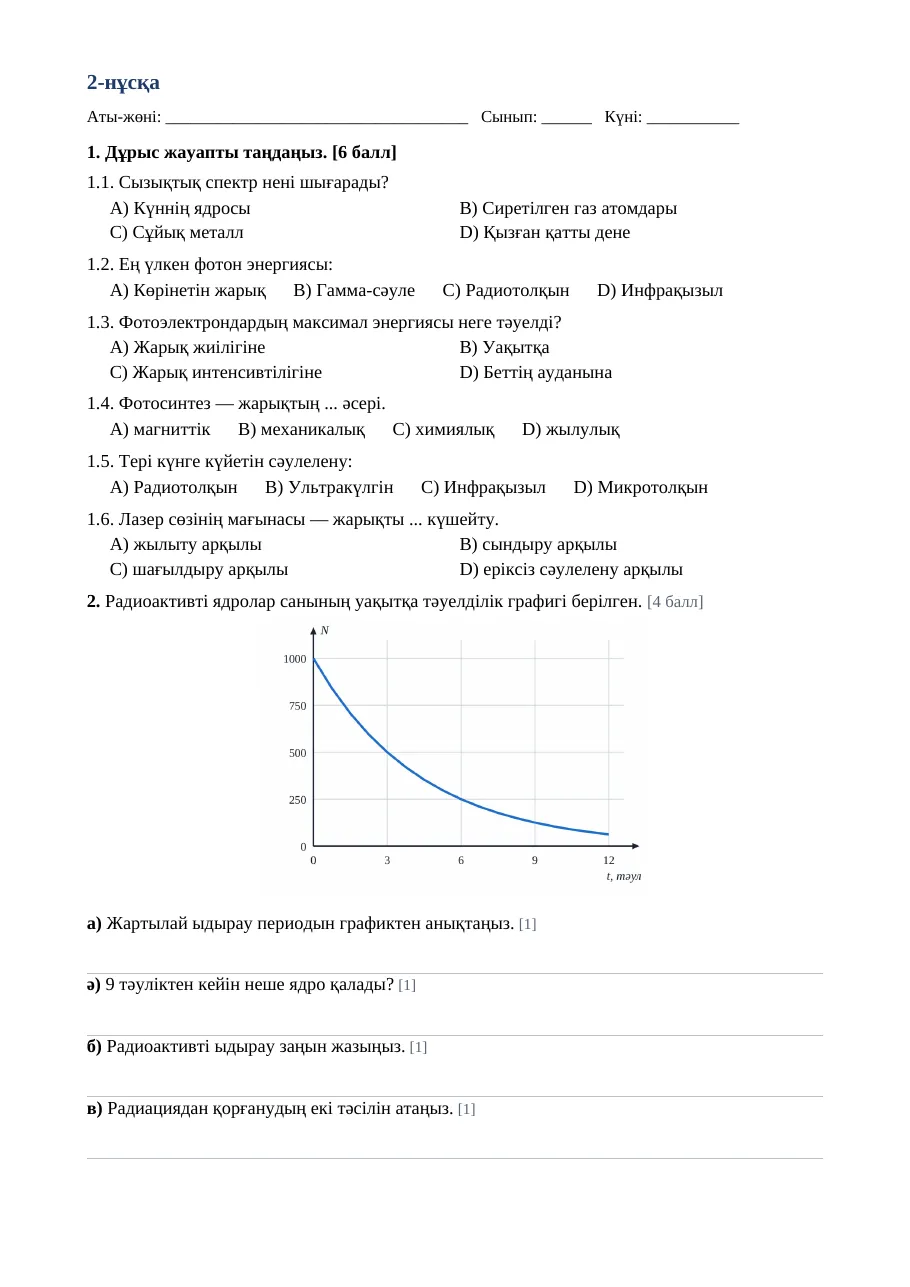 2-нұсқа
Аты-жөні: ____________________________________ Сынып: ______ Күні: ___________
1. Дұрыс жауапты таңдаңыз. [6 балл]
1.1. Сызықтық спектр нені шығарады?
A) Күннің ядросы B) Сиретілген газ атомдары
C) Сұйық металл D) Қызған қатты дене
1.2. Ең үлкен фотон энергиясы:
A) Көрінетін жарық B) Гамма-сәуле C) Радиотолқын D) Инфрақызыл
1.3. Фотоэлектрондардың максимал энергиясы неге тәуелді?
A) Жарық жиілігіне B) Уақытқа
C) Жарық интенсивтілігіне D) Беттің ауданына
1.4. Фотосинтез — жарықтың ... әсері.
A) магниттік B) механикалық C) химиялық D) жылулық
1.5. Тері күнге күйетін сәулелену:
A) Радиотолқын B) Ультракүлгін C) Инфрақызыл D) Микротолқын
1.6. Лазер сөзінің мағынасы — жарықты ... күшейту.
A) жылыту арқылы B) сындыру арқылы
C) шағылдыру арқылы D) еріксіз сәулелену арқылы
2. Радиоактивті ядролар санының уақытқа тәуелділік графигі берілген. [4 балл]
N
1000
750
500
250
0
0 3 6 9 12
t, тәул
а) Жартылай ыдырау периодын графиктен анықтаңыз. [1]
ә) 9 тәуліктен кейін неше ядро қалады? [1]
б) Радиоактивті ыдырау заңын жазыңыз. [1]
в) Радиациядан қорғанудың екі тәсілін атаңыз. [1]